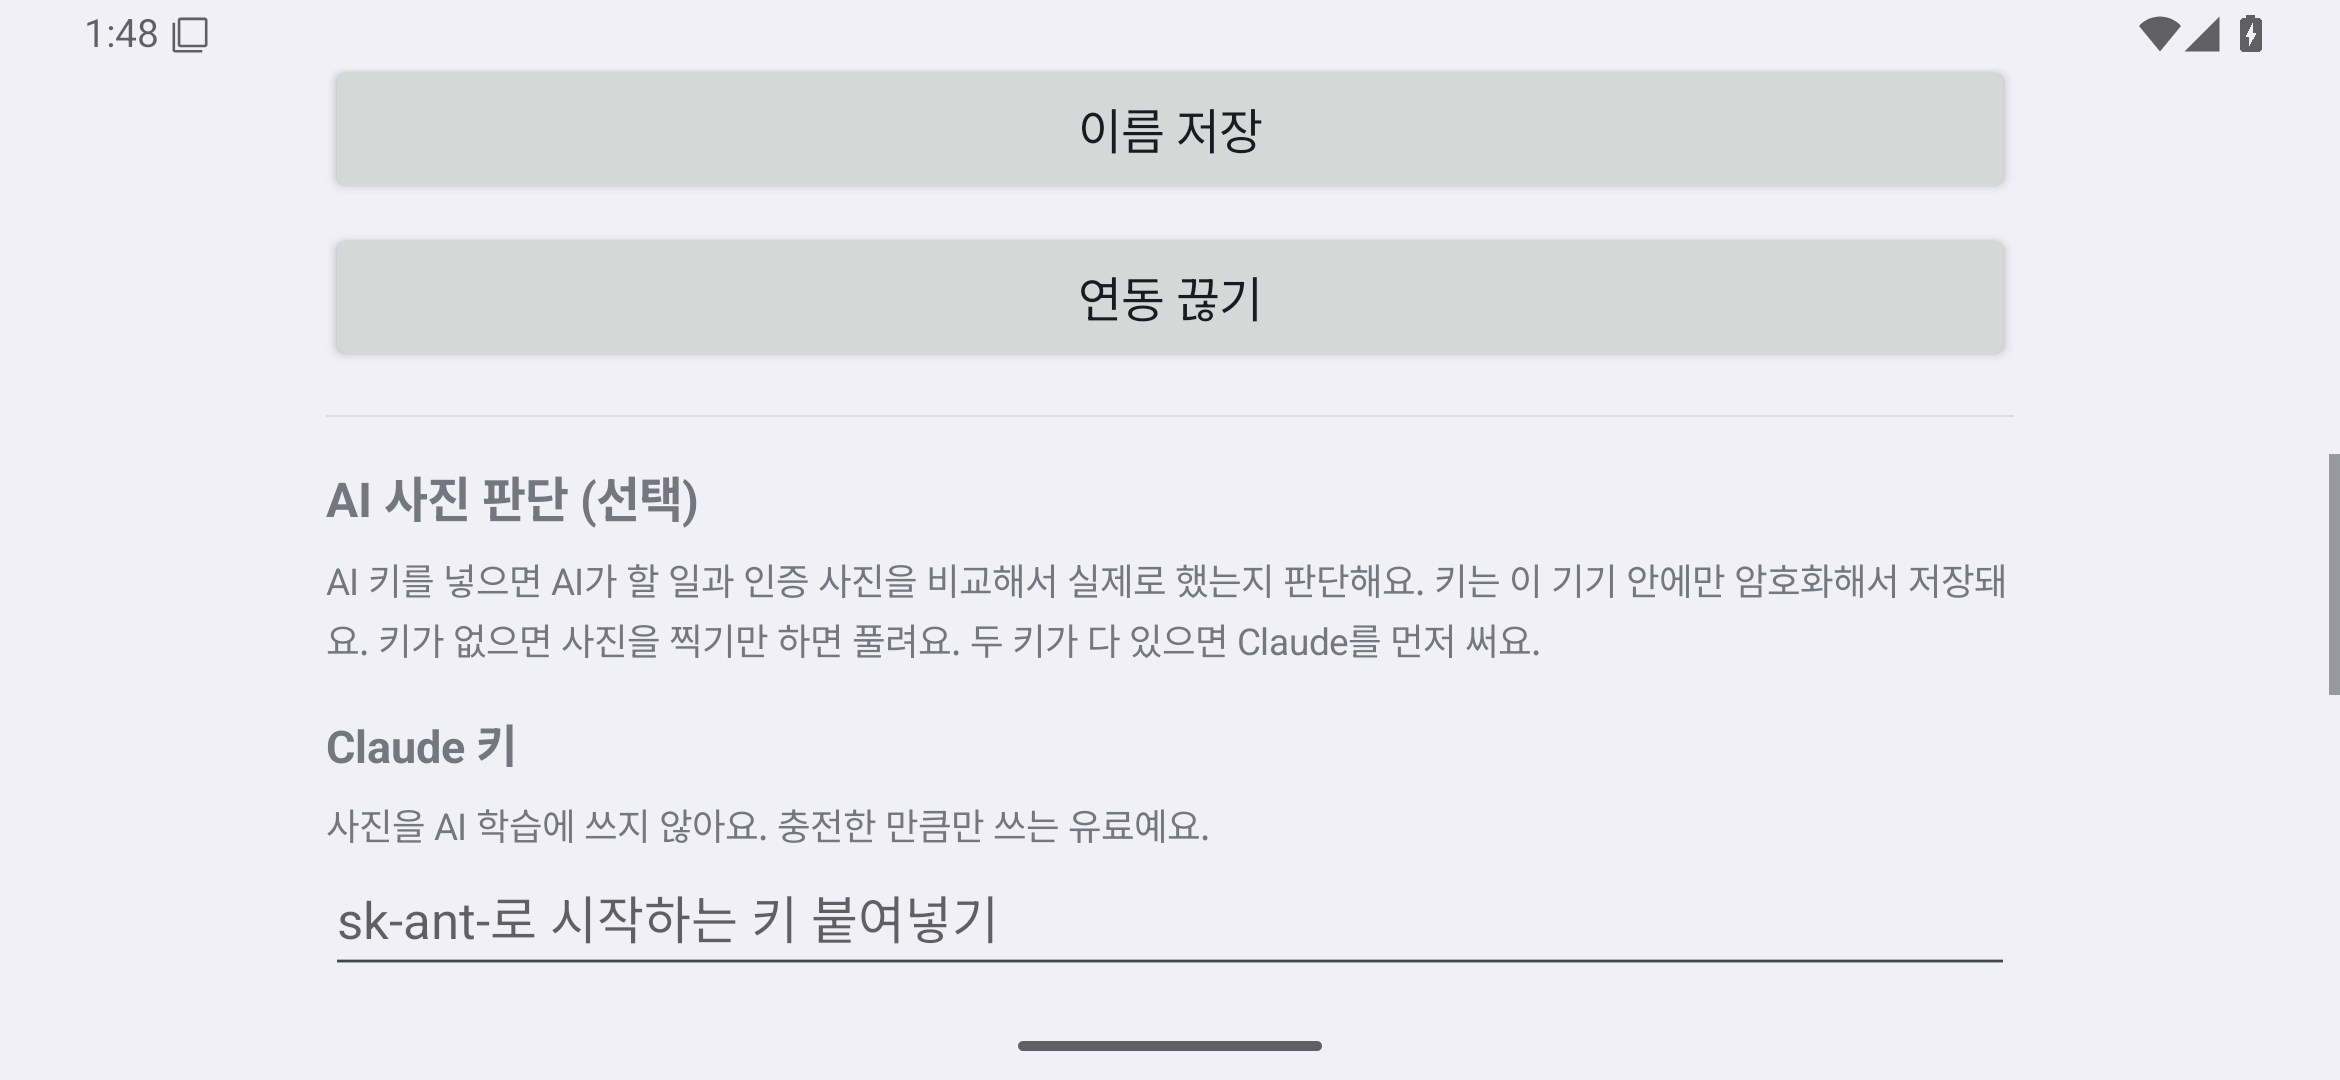 1:48
이름 저장
연동 끊기
AI 사진 판단 (선택)
AI 키를 넣으면 AI가 할 일과 인증 사진을 비교해서 실제로 했는지 판단해요. 키는 이 기기 안에만 암호화해서 저장돼
요. 키가 없으면 사진을 찍기만 하면 풀려요. 두 키가 다 있으면 Claude를 먼저 써요.
Claude 키
사진을 AI 학습에 쓰지 않아요. 충전한 만큼만 쓰는 유료예요.
sk-ant-로 시작하는 키 붙여넣기